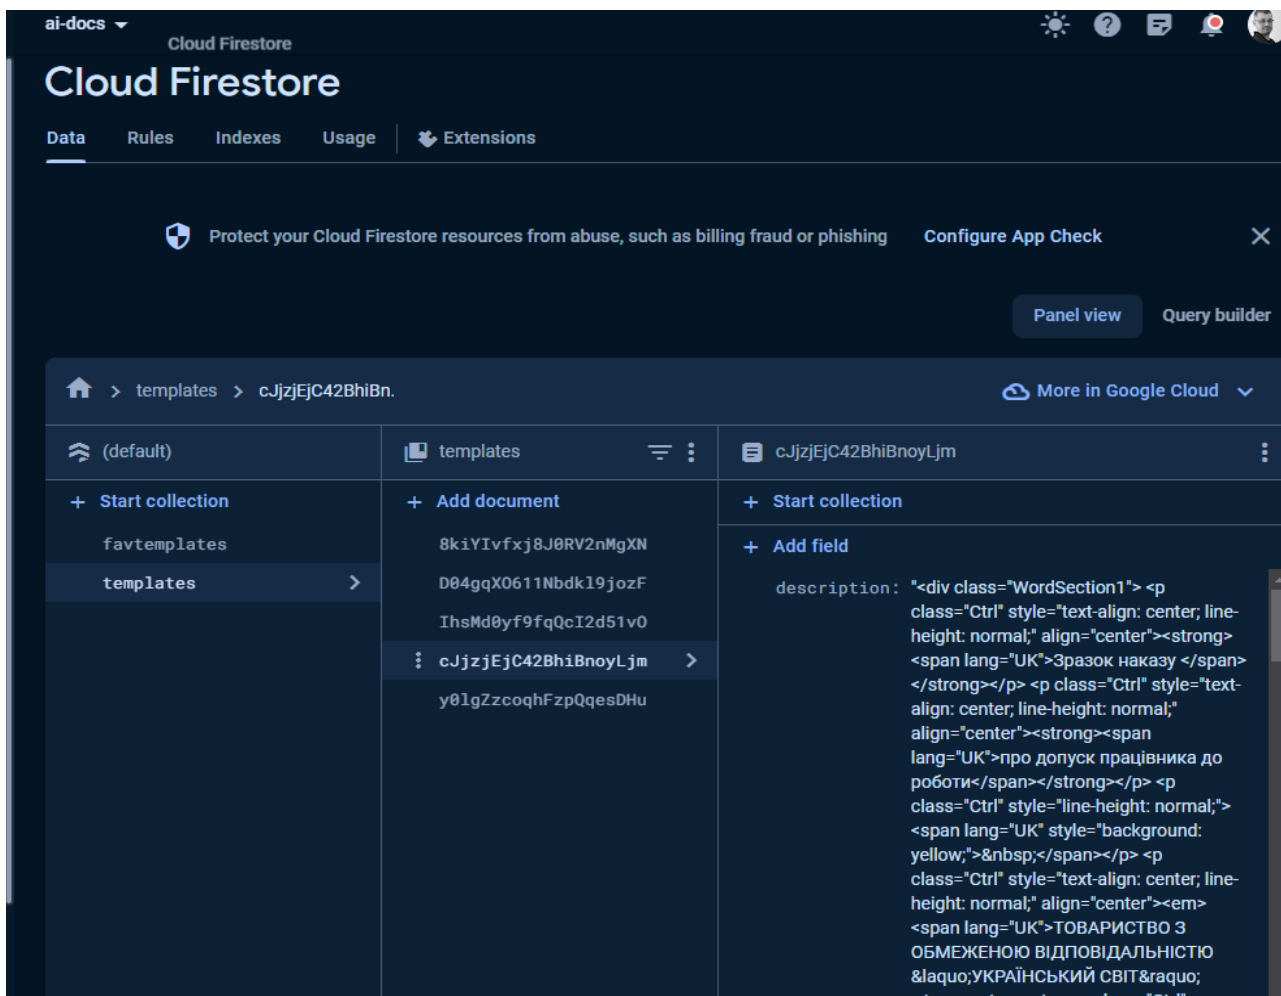 ai-docs
Cloud Firestore
Cloud Firestore
Data Rules Indexes Usage Extensions
Protect your Cloud Firestore resources from abuse, such as billing fraud or phishing Configure App Check
Panel view Query builder
templates > cJjzjEjC42BhiBn.
More in Google Cloud
(default)
+ Start collection
favtemplates
templates
templates
+ Add document
8kiYIvfxj8J0RV2nMgXN
D04gqXO611Nbdkl9jozF
IhsMd0yf9fqQcI2d51vO
cJjzjEjC42BhiBnoyLjm
y0lgZzcoqhFzpQqesDHu
cJjzjEjC42BhiBnoyLjm
+ Start collection
+ Add field
description: "<div class="WordSection1"> <p
class="Ctrl" style="text-align: center; line-
height: normal;" align="center"><strong>
<span lang="UK">Зразок наказу </span>
</strong></p> <p class="Ctrl" style="text-
align: center; line-height: normal;"
align="center"><strong><span
lang="UK">про допуск працівника до
роботи</span></strong></p> <p
class="Ctrl" style="line-height: normal;">
<span lang="UK" style="background:
yellow;">&nbsp;</span></p> <p
class="Ctrl" style="text-align: center; line-
height: normal;" align="center"><em>
<span lang="UK">ТОВАРИСТВО З
ОБМЕЖЕНОЮ ВІДПОВІДАЛЬНІСТЮ
&laquo;УКРАЇНСЬКИЙ СВІТ&raquo;